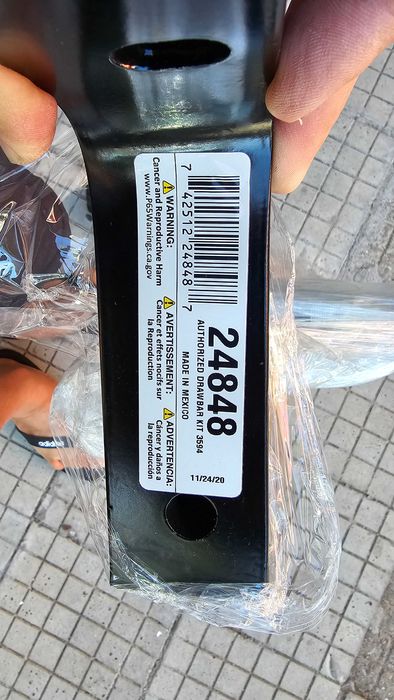 7 42512 24848 7
24848
AUTHORIZED DRAWBAR KIT 3594
MADE IN MEXICO
11/24/20
WARNING:
Cancer and Reproductive Harm
www.P65Warnings.ca.gov
AVERTISSEMENT:
Cancer et effets nocifs sur
la Reproduction
ADVERTENCIA:
Cáncer y daños a
la reproducción
adidas